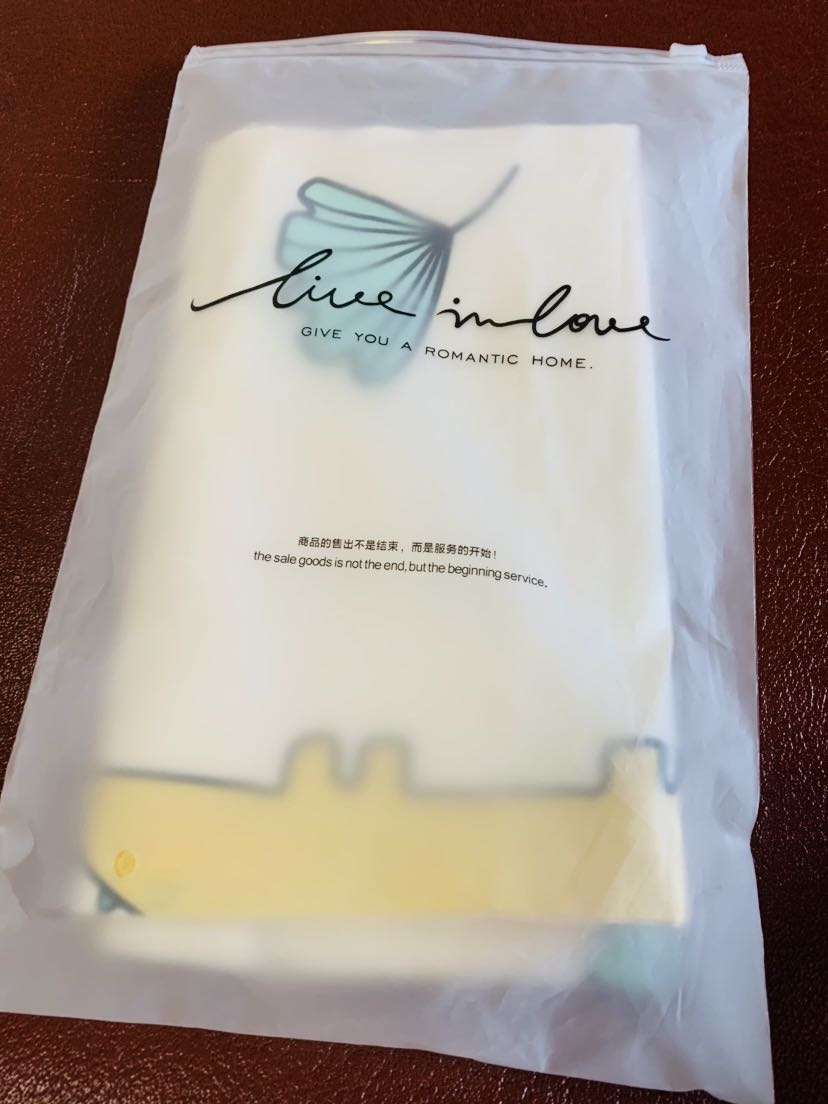 live in love
GIVE YOU A ROMANTIC HOME.
商品的售出不是结束，而是服务的开始！
the sale goods is not the end, but the beginning service.